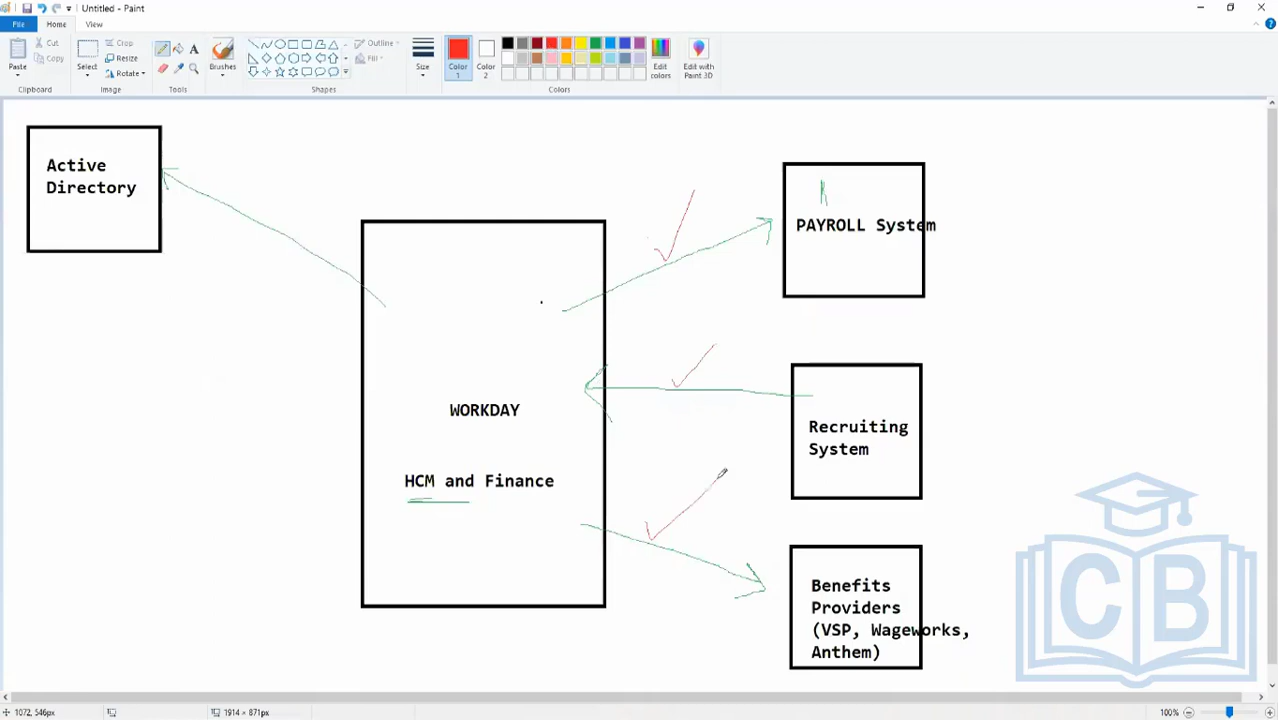 Untitled - Paint
File Home View
Paste
Cut
Copy
Clipboard
Select
Crop
Resize
Rotate
Image
Tools
Brushes
Outline
Fill
Shapes
Size
Color 1
Color 2
Edit colors
Colors
Edit with Paint 3D
Active
Directory
PAYROLL System
WORKDAY
HCM and Finance
Recruiting
System
Benefits
Providers
(VSP, Wageworks,
Anthem)
C B
1072, 546px
1914 × 871px
100%